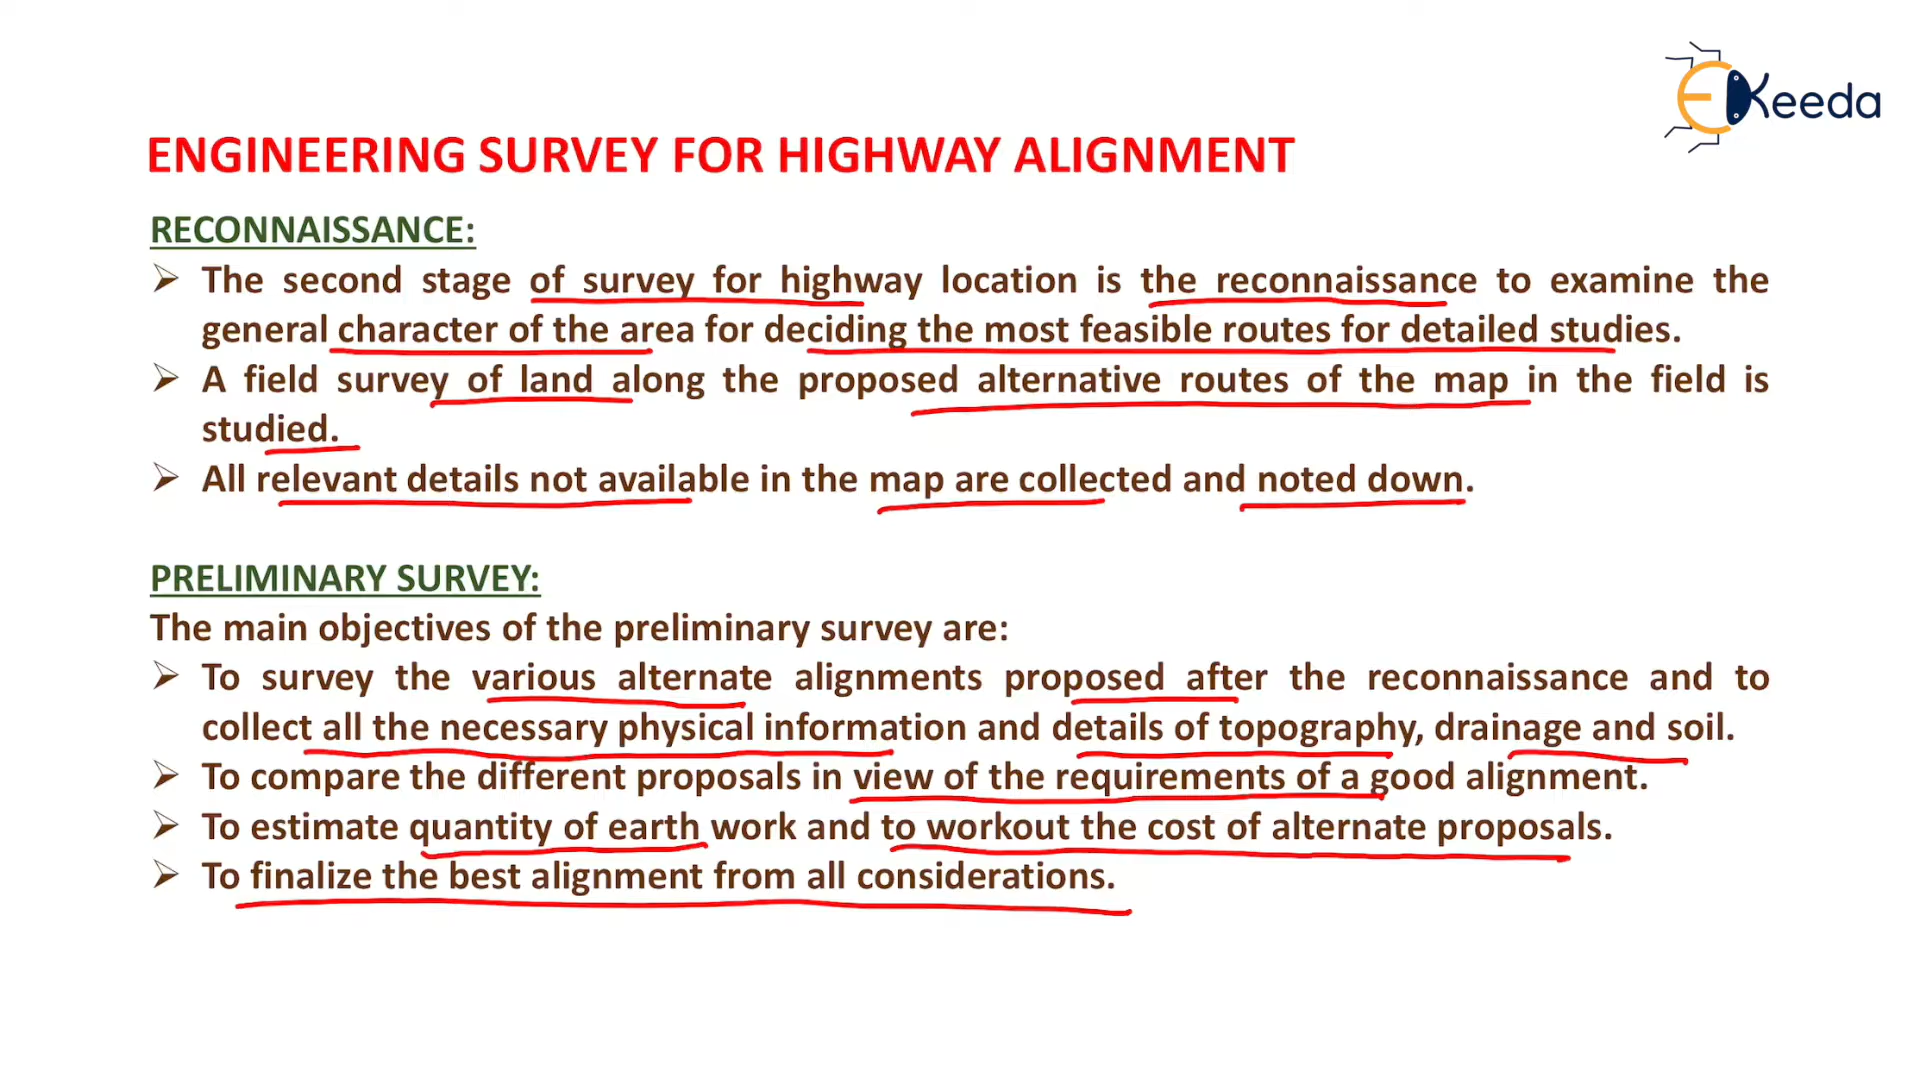 EKeeda
ENGINEERING SURVEY FOR HIGHWAY ALIGNMENT
RECONNAISSANCE:
➢ The second stage of survey for highway location is the reconnaissance to examine the
general character of the area for deciding the most feasible routes for detailed studies.
➢ A field survey of land along the proposed alternative routes of the map in the field is
studied.
➢ All relevant details not available in the map are collected and noted down.
PRELIMINARY SURVEY:
The main objectives of the preliminary survey are:
➢ To survey the various alternate alignments proposed after the reconnaissance and to
collect all the necessary physical information and details of topography, drainage and soil.
➢ To compare the different proposals in view of the requirements of a good alignment.
➢ To estimate quantity of earth work and to workout the cost of alternate proposals.
➢ To finalize the best alignment from all considerations.